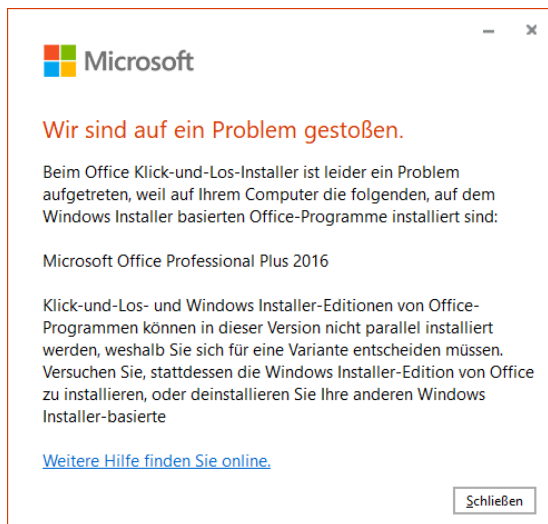 Microsoft
Wir sind auf ein Problem gestoßen.
Beim Office Klick-und-Los-Installer ist leider ein Problem
aufgetreten, weil auf Ihrem Computer die folgenden, auf dem
Windows Installer basierten Office-Programme installiert sind:
Microsoft Office Professional Plus 2016
Klick-und-Los- und Windows Installer-Editionen von Office-
Programmen können in dieser Version nicht parallel installiert
werden, weshalb Sie sich für eine Variante entscheiden müssen.
Versuchen Sie, stattdessen die Windows Installer-Edition von Office
zu installieren, oder deinstallieren Sie Ihre anderen Windows
Installer-basierte
Weitere Hilfe finden Sie online.
Schließen